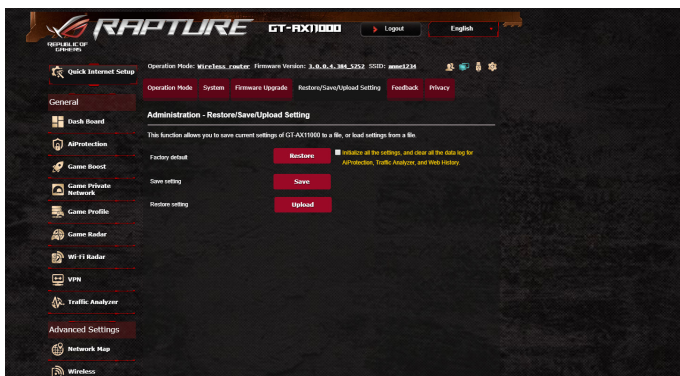 RAPTURE GT-AX11000 Logout English
REPUBLIC OF
GAMERS
Operation Mode: Wireless router Firmware Version: 3.0.0.4.384_5252 SSID:
Quick Internet Setup
Operation Mode System Firmware Upgrade Restore/Save/Upload Setting Feedback Privacy
General
Administration - Restore/Save/Upload Setting
Dash Board
This function allows you to save current settings of GT-AX11000 to a file, or load settings from a file.
AiProtection
Factory default Restore Initialize all the settings, and clear all the data log for
AiProtection, Traffic Analyzer, and Web History.
Game Boost
Save setting Save
Game Private
Network
Restore setting Upload
Game Profile
Game Radar
Wi-Fi Radar
VPN
Traffic Analyzer
Advanced Settings
Network Map
Wireless